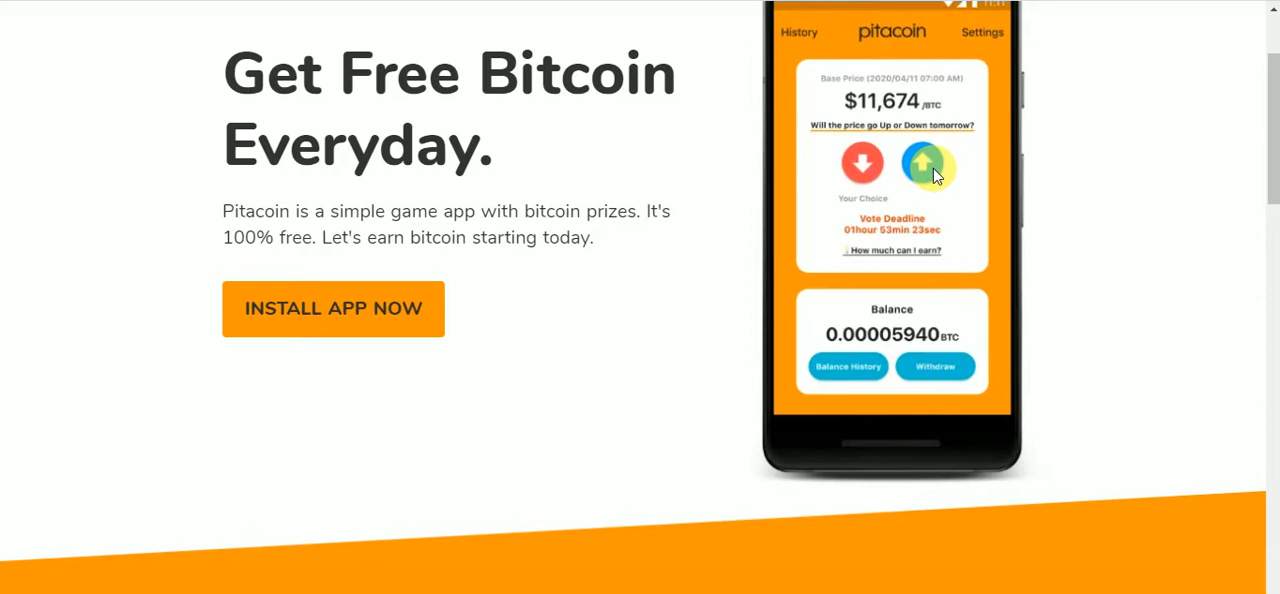 Get Free Bitcoin
Everyday.
Pitacoin is a simple game app with bitcoin prizes. It's
100% free. Let's earn bitcoin starting today.
INSTALL APP NOW
History pitacoin Settings
Base Price (2020/04/11 07:00 AM)
$11,674 /BTC
Will the price go Up or Down tomorrow?
Your Choice
Vote Deadline
01hour 53min 23sec
How much can I earn?
Balance
0.00005940 BTC
Balance History Withdraw